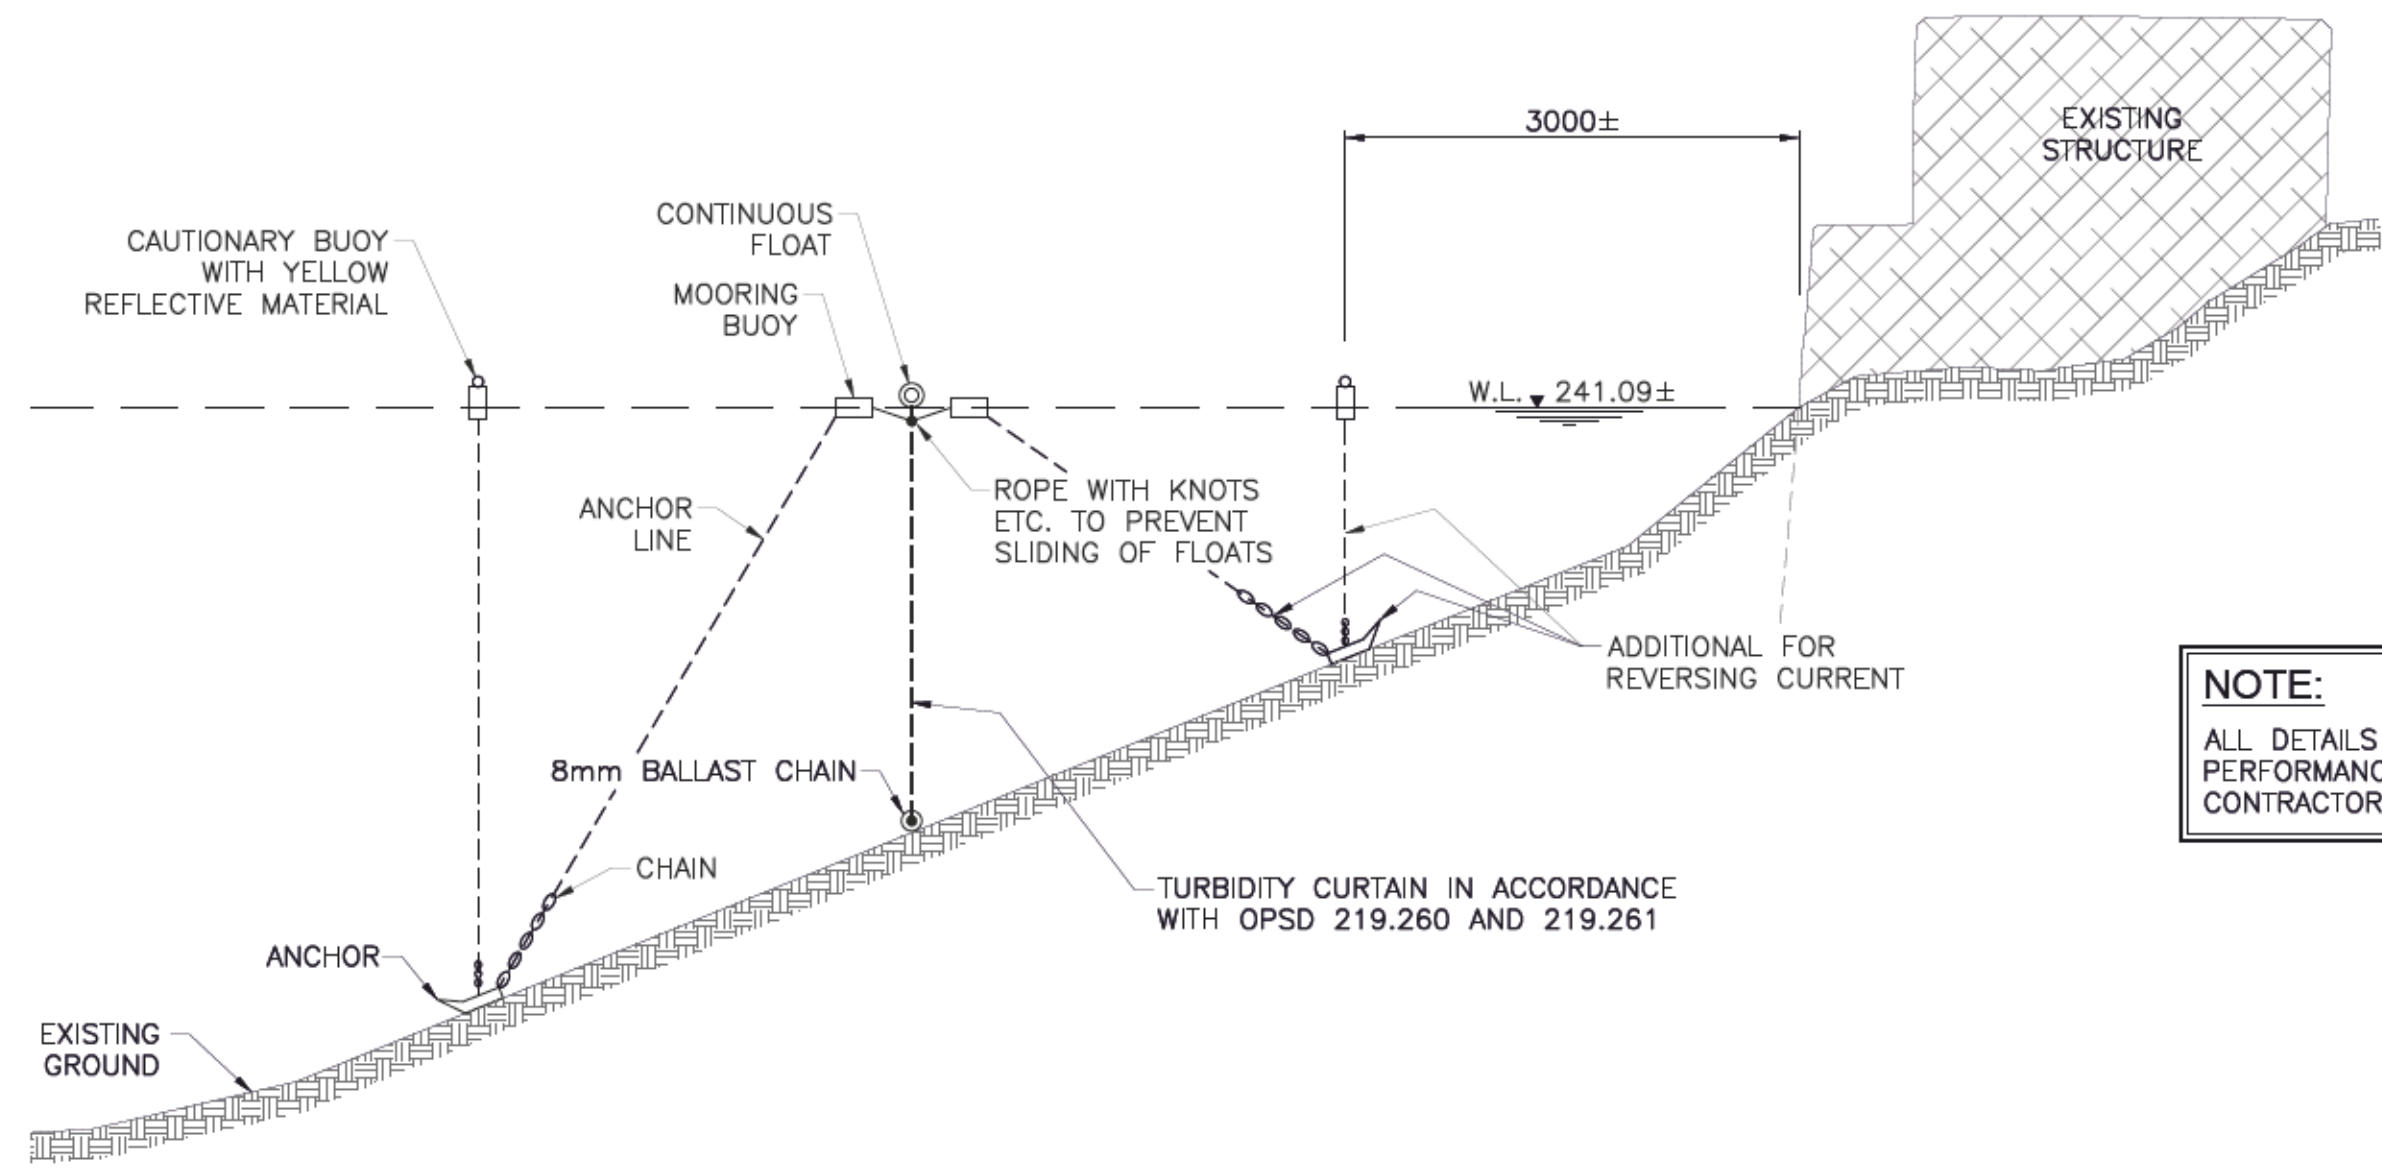 3000±
EXISTING
STRUCTURE
CONTINUOUS
FLOAT
CAUTIONARY BUOY
WITH YELLOW
REFLECTIVE MATERIAL
MOORING
BUOY
W.L. 241.09±
ANCHOR
LINE
ROPE WITH KNOTS
ETC. TO PREVENT
SLIDING OF FLOATS
ADDITIONAL FOR
REVERSING CURRENT
8mm BALLAST CHAIN
CHAIN
TURBIDITY CURTAIN IN ACCORDANCE
WITH OPSD 219.260 AND 219.261
ANCHOR
EXISTING
GROUND
NOTE:
ALL DETAILS
PERFORMANC
CONTRACTOR